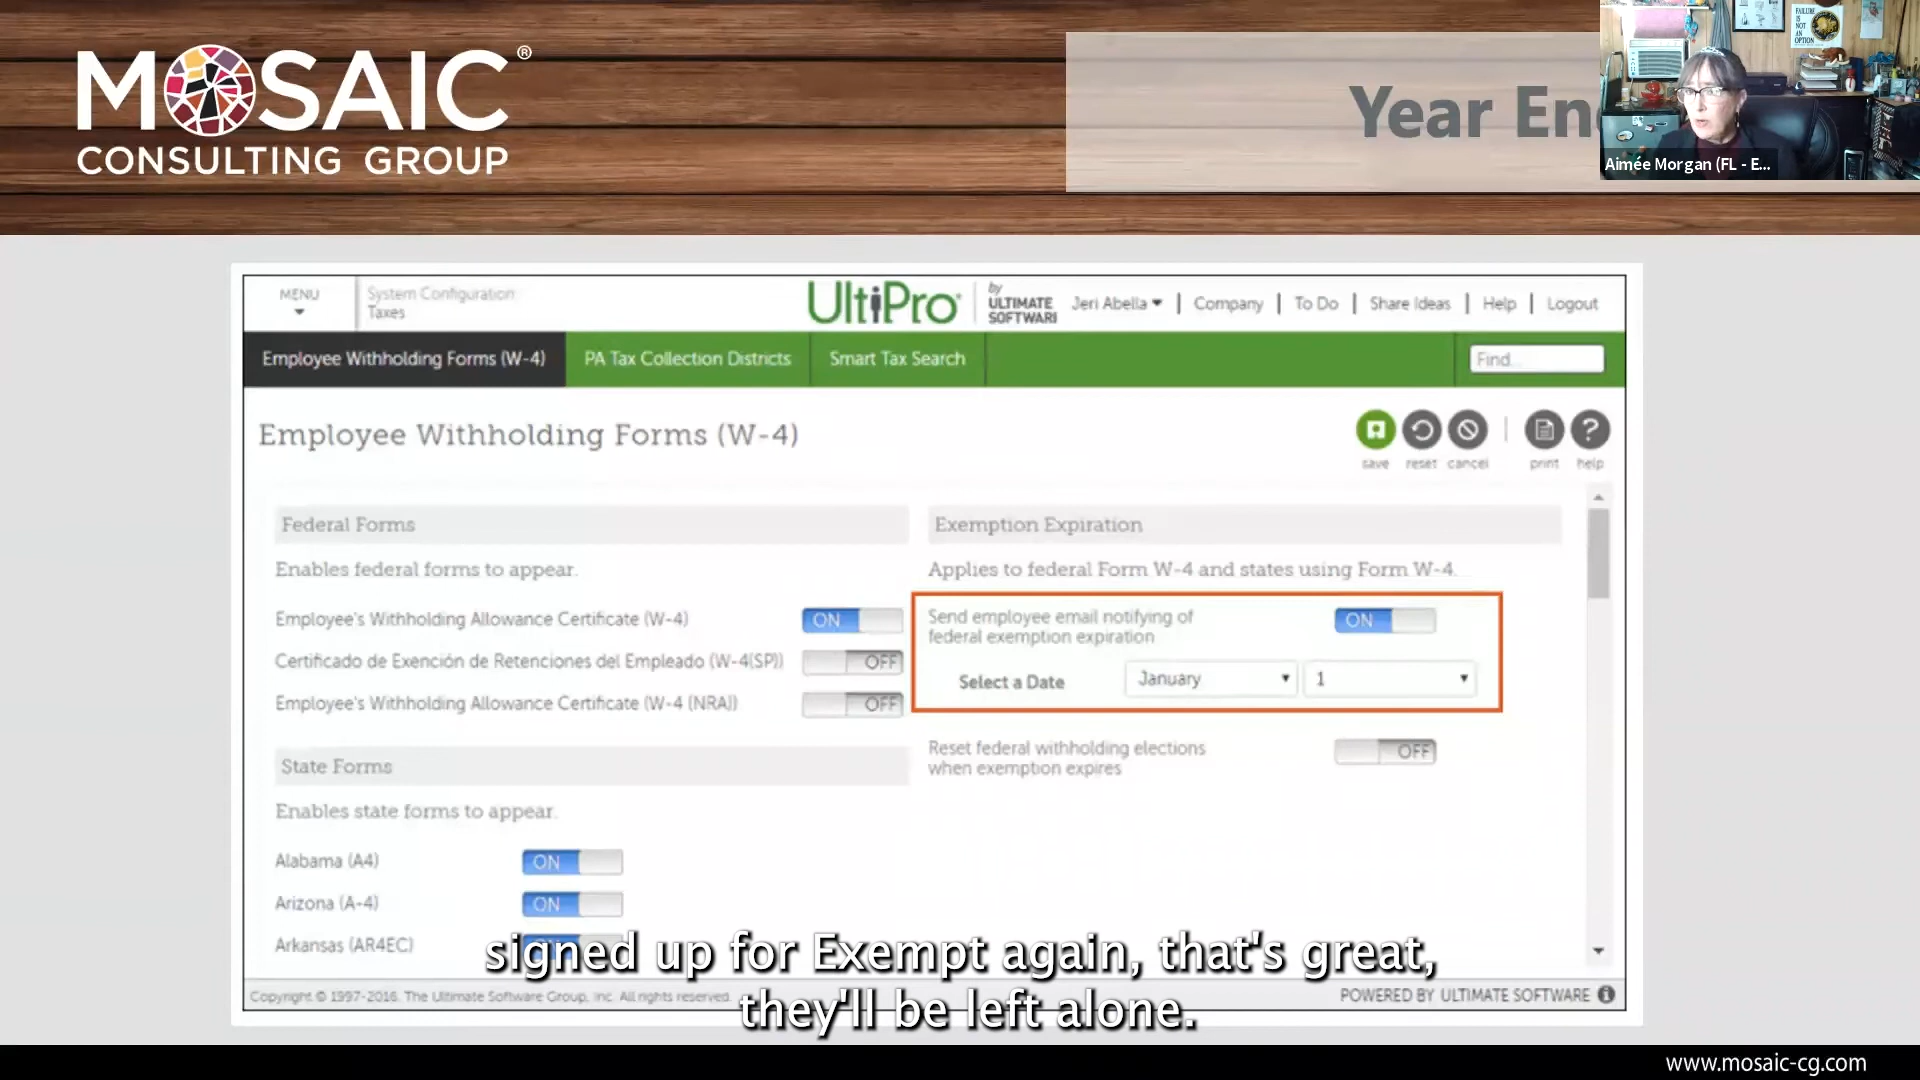 MOSAIC®
CONSULTING GROUP
Year En
FAILURE
IS NOT
AN
OPTION
Aimée Morgan (FL - E...
MENU
System Configuration
Taxes
UltiPro®
by
ULTIMATE
SOFTWARE
Jeri Abella
Company
To Do
Share Ideas
Help
Logout
Employee Withholding Forms (W-4)
PA Tax Collection Districts
Smart Tax Search
Find...
Employee Withholding Forms (W-4)
save
reset
cancel
print
help
Federal Forms
Enables federal forms to appear.
Employee's Withholding Allowance Certificate (W-4)
ON
Certificado de Exención de Retenciones del Empleado (W-4(SP))
OFF
Employee's Withholding Allowance Certificate (W-4 (NRA))
OFF
Exemption Expiration
Applies to federal Form W-4 and states using Form W-4.
Send employee email notifying of
federal exemption expiration
ON
Select a Date
January
1
Reset federal withholding elections
when exemption expires
OFF
State Forms
Enables state forms to appear.
Alabama (A4)
ON
Arizona (A-4)
ON
Arkansas (AR4EC)
signed up for Exempt again, that's great,
they'll be left alone.
Copyright © 1997-2016. The Ultimate Software Group, Inc. All rights reserved.
POWERED BY ULTIMATE SOFTWARE
www.mosaic-cg.com